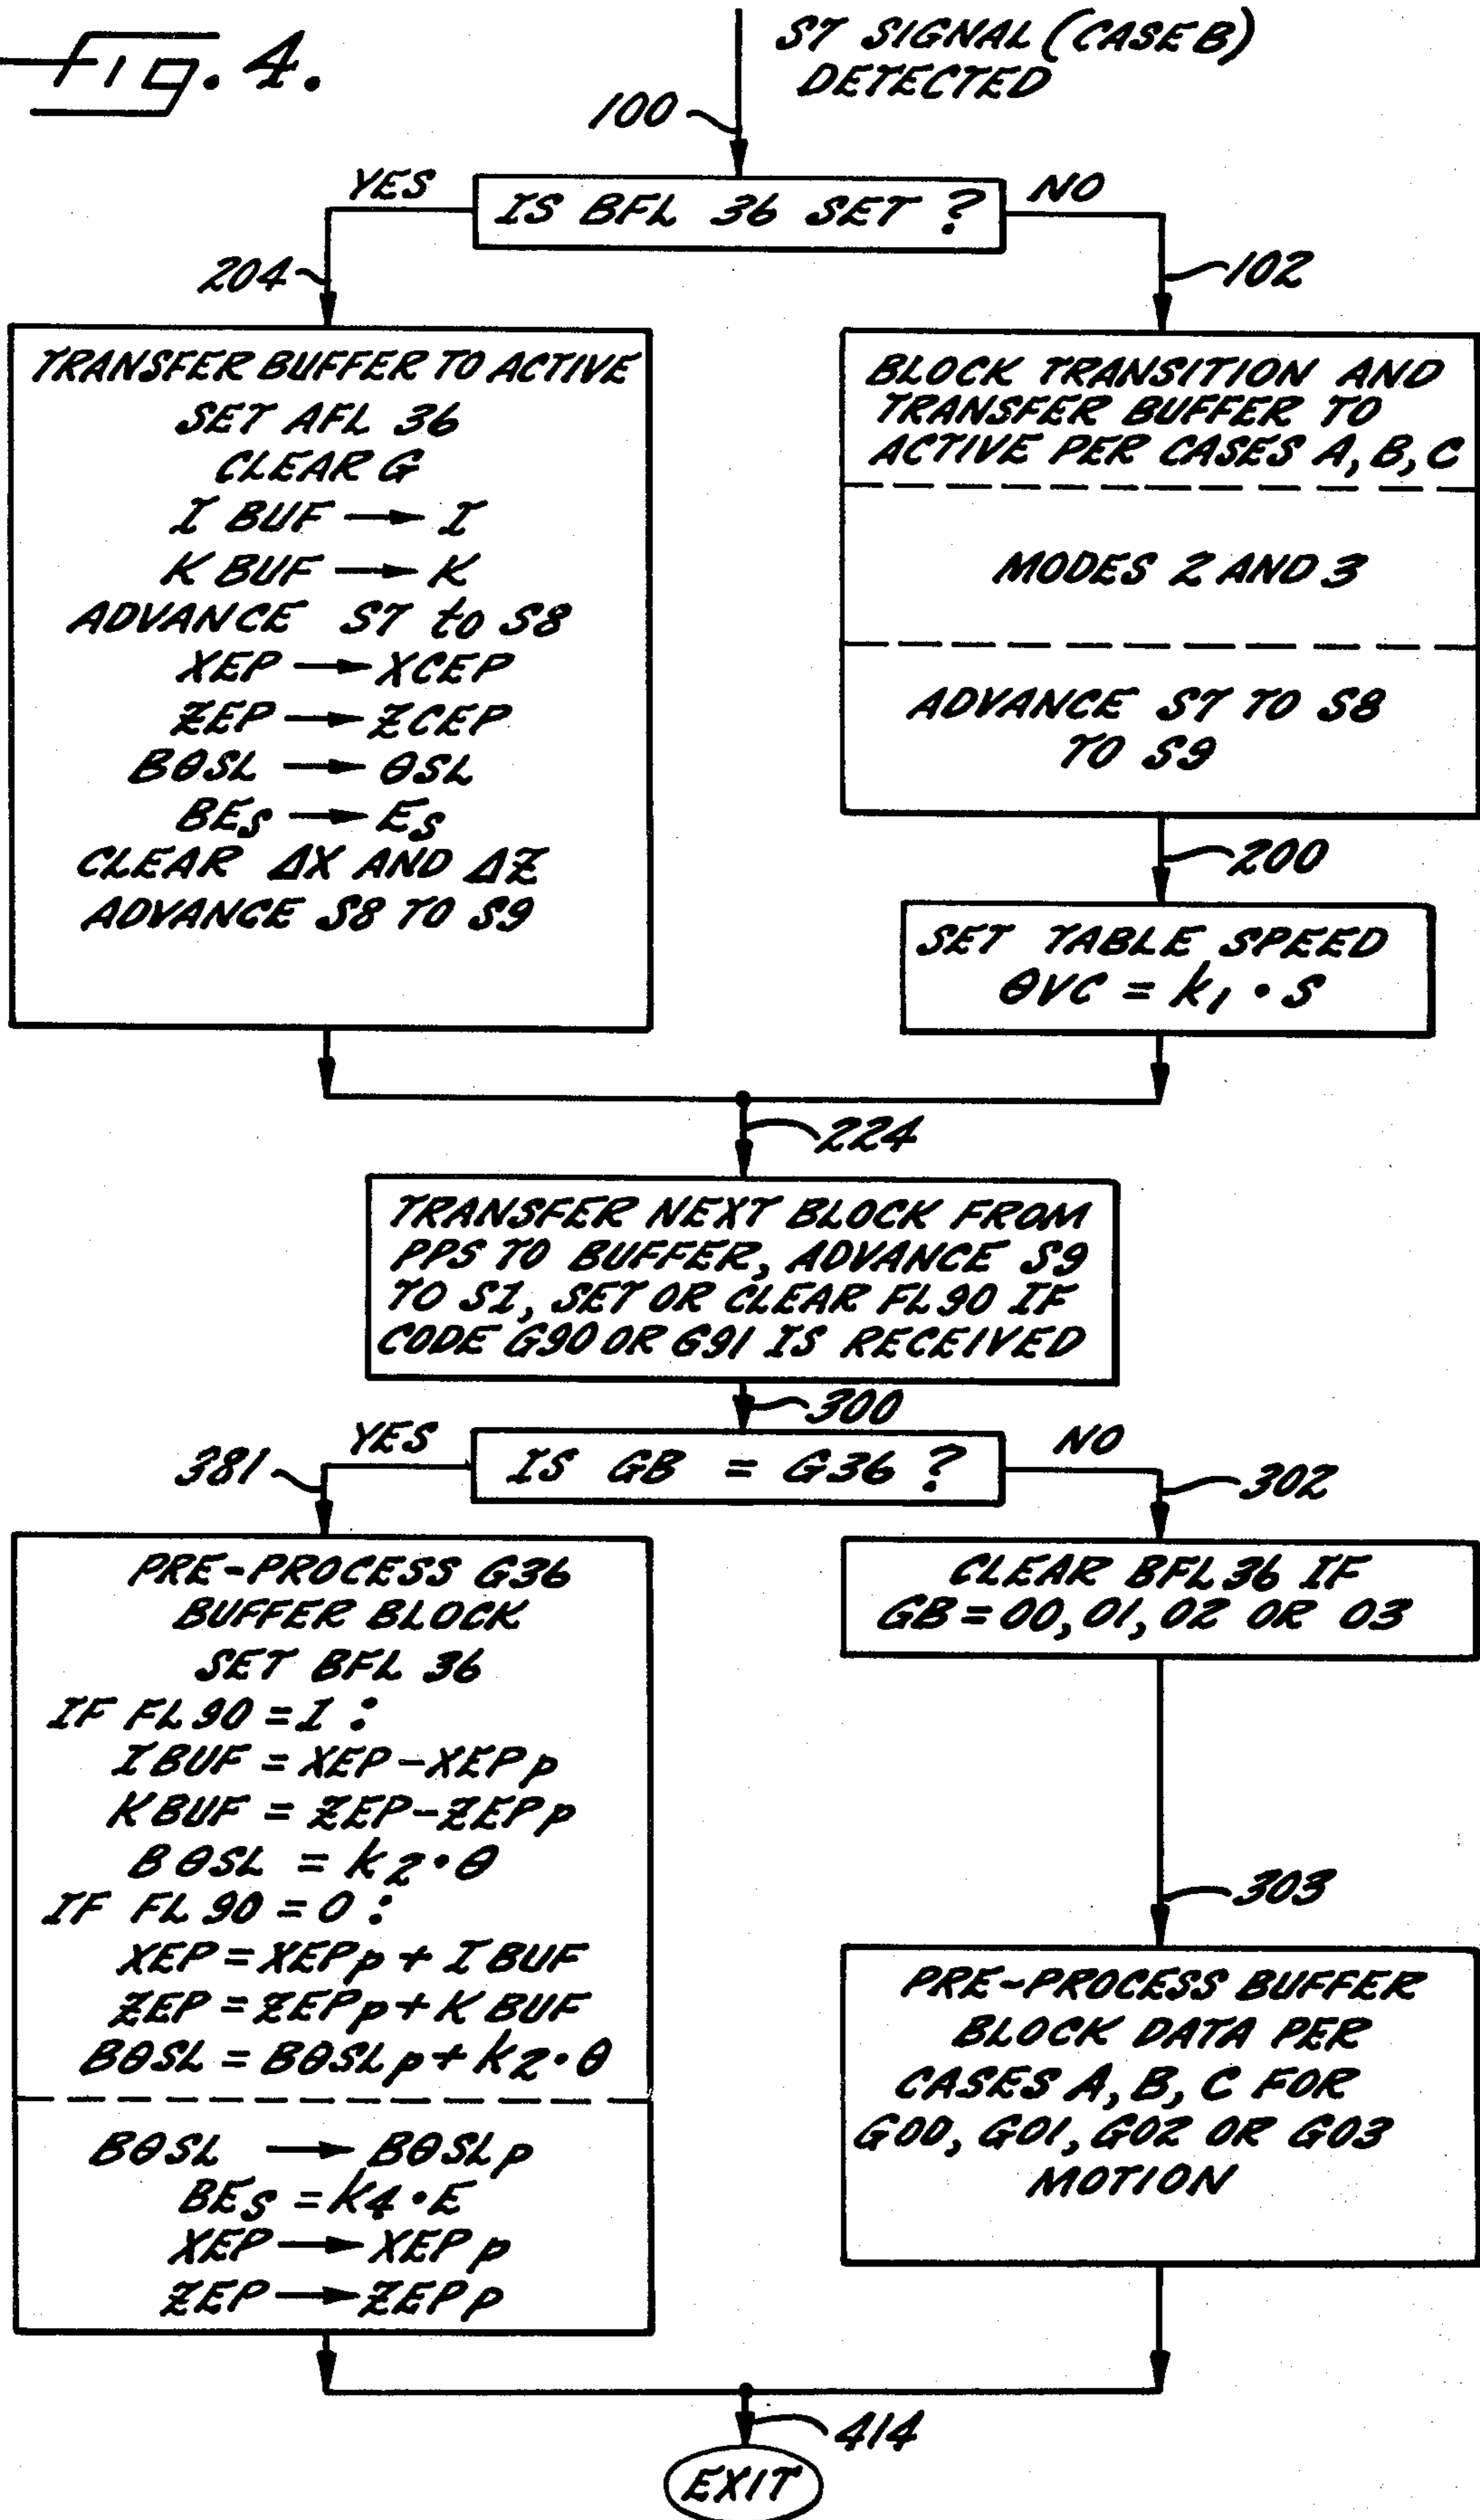 Fig. 4.
S7 SIGNAL (CASE B)
DETECTED
100
YES
IS BFL 36 SET ?
NO
204
102
TRANSFER BUFFER TO ACTIVE
SET AFL 36
CLEAR G
I BUF → I
K BUF → K
ADVANCE S7 to S8
XEP → XCEP
ZEP → ZCEP
BθSL → θSL
BES → ES
CLEAR ΔX AND ΔZ
ADVANCE S8 TO S9
BLOCK TRANSITION AND
TRANSFER BUFFER TO
ACTIVE PER CASES A, B, C
MODES 2 AND 3
ADVANCE S7 TO S8
TO S9
200
SET TABLE SPEED
θVC = k1 • S
224
TRANSFER NEXT BLOCK FROM
PPS TO BUFFER, ADVANCE S9
TO S1, SET OR CLEAR FL90 IF
CODE G90 OR G91 IS RECEIVED
300
YES
IS GB = G36 ?
NO
381
302
PRE-PROCESS G36
BUFFER BLOCK
SET BFL 36
IF FL90 = 1 :
I BUF = XEP - XEPp
K BUF = ZEP - ZEPp
BθSL = k2 • θ
IF FL90 = 0 :
XEP = XEPp + I BUF
ZEP = ZEPp + K BUF
BθSL = BθSLp + k2 • θ
BθSL → BθSLp
BES = k4 • E
XEP → XEPp
ZEP → ZEPp
CLEAR BFL36 IF
GB = 00, 01, 02 OR 03
303
PRE-PROCESS BUFFER
BLOCK DATA PER
CASES A, B, C FOR
G00, G01, G02 OR G03
MOTION
414
EXIT